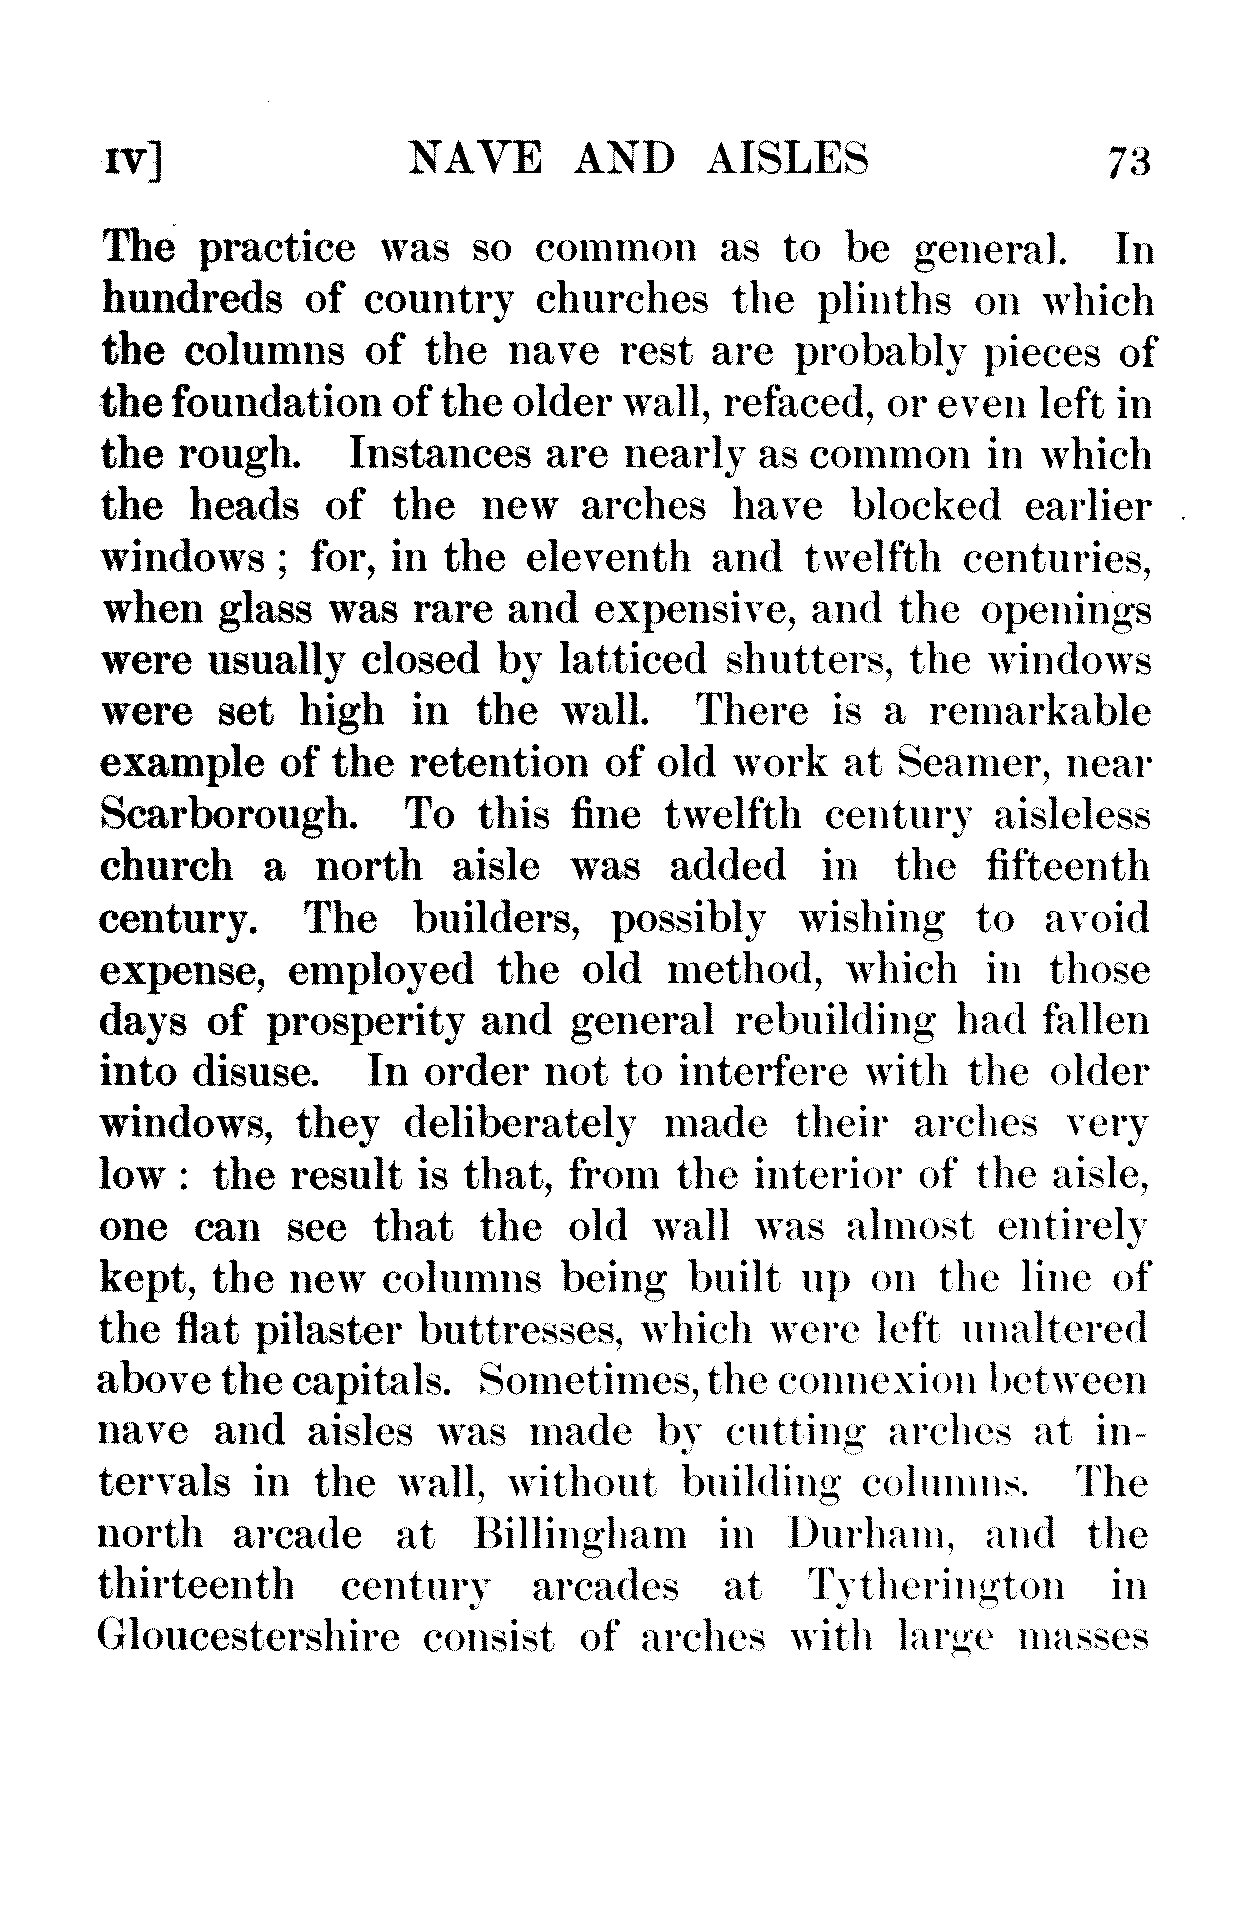 IV] NAVE AND AISLES 73
The practice was so common as to be general. In
hundreds of country churches the plinths on which
the columns of the nave rest are probably pieces of
the foundation of the older wall, refaced, or even left in
the rough. Instances are nearly as common in which
the heads of the new arches have blocked earlier
windows ; for, in the eleventh and twelfth centuries,
when glass was rare and expensive, and the openings
were usually closed by latticed shutters, the windows
were set high in the wall. There is a remarkable
example of the retention of old work at Seamer, near
Scarborough. To this fine twelfth century aisleless
church a north aisle was added in the fifteenth
century. The builders, possibly wishing to avoid
expense, employed the old method, which in those
days of prosperity and general rebuilding had fallen
into disuse. In order not to interfere with the older
windows, they deliberately made their arches very
low : the result is that, from the interior of the aisle,
one can see that the old wall was almost entirely
kept, the new columns being built up on the line of
the flat pilaster buttresses, which were left unaltered
above the capitals. Sometimes, the connexion between
nave and aisles was made by cutting arches at in-
tervals in the wall, without building columns. The
north arcade at Billingham in Durham, and the
thirteenth century arcades at Tytherington in
Gloucestershire consist of arches with large masses